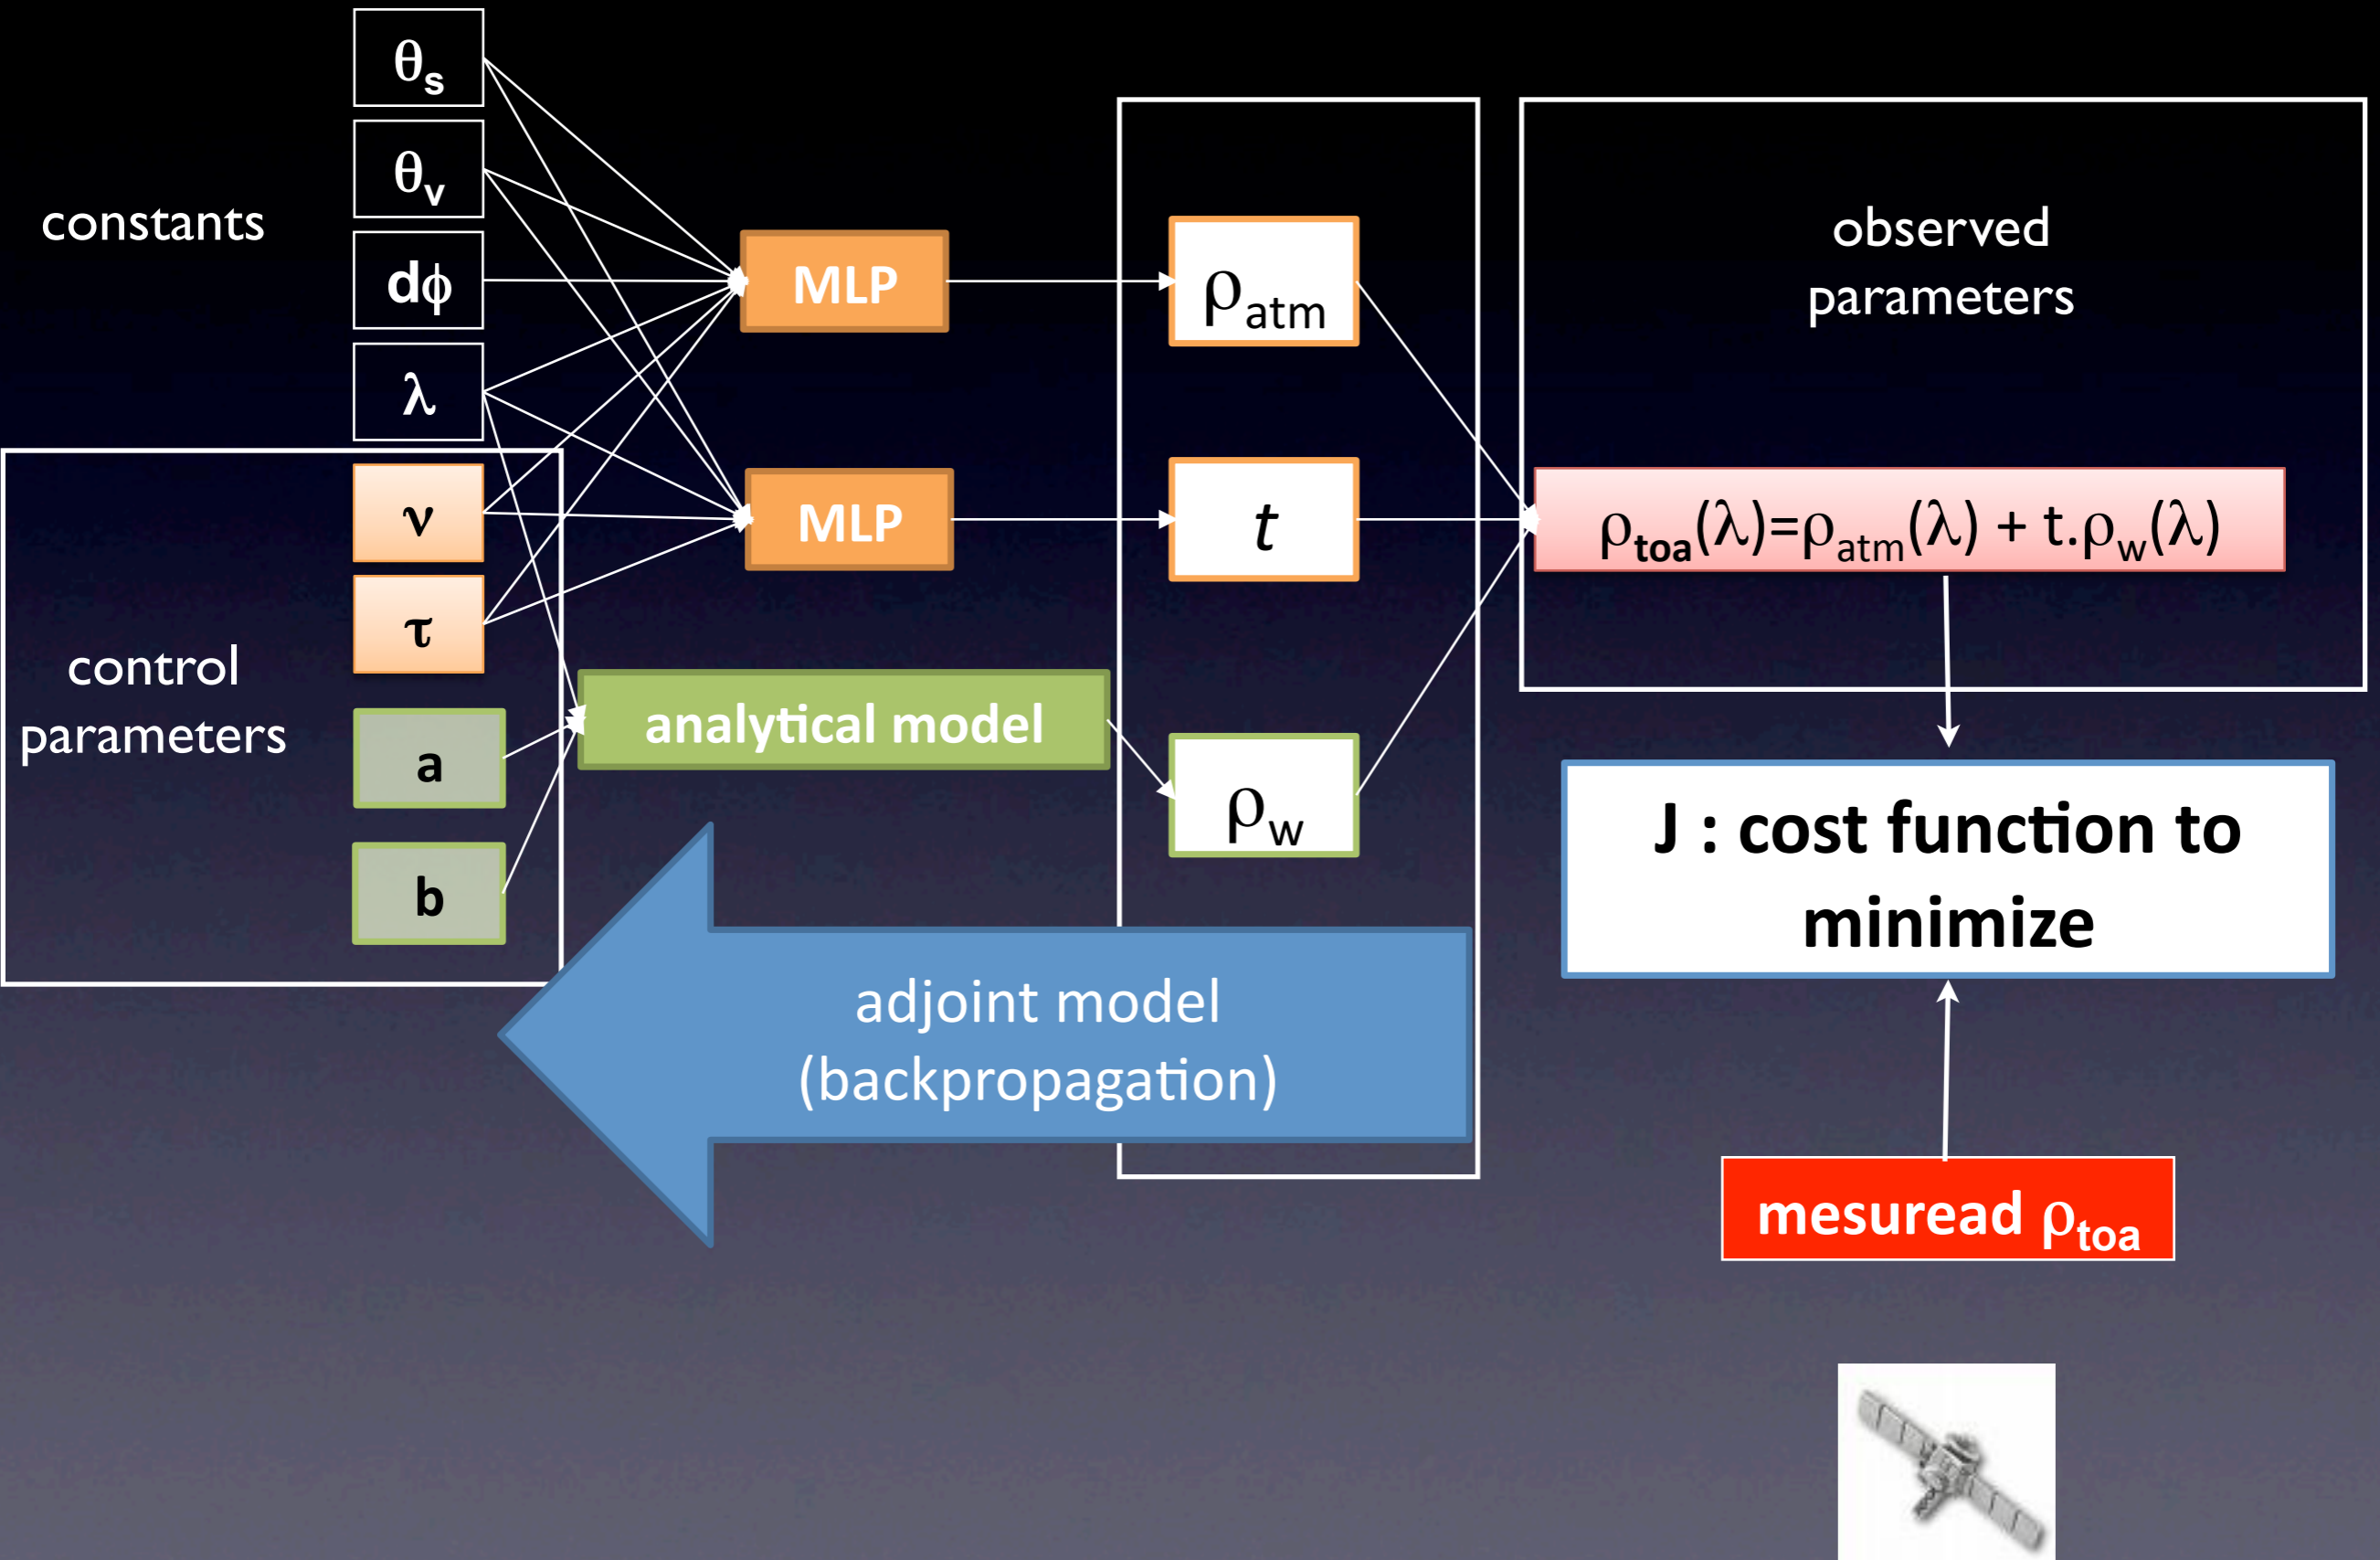 constants
θs
θv
dϕ
λ
control
parameters
ν
τ
a
b
MLP
MLP
analytical model
ρatm
t
ρw
observed
parameters
ρtoa(λ)=ρatm(λ) + t.ρw(λ)
J : cost function to
minimize
adjoint model
(backpropagation)
mesuread ρtoa